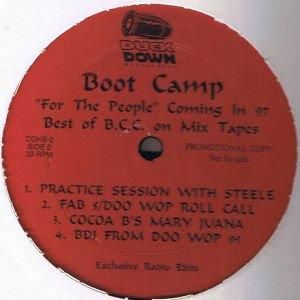 DUCK
DOWN
MANAGEMENT
Boot Camp
"For The People" Coming In 97
Best of B.C.C. on Mix Tapes
DDHS-2
SIDE 2
33 RPM
PROMOTIONAL COPY-
Not for sale
1. PRACTICE SESSION WITH STEELE
2. FAB 5/DOO WOP ROLL CALL
3. COCOA B'S MARY JUANA
4. BDI FROM DOO WOP 95
Exclusive Radio Edits